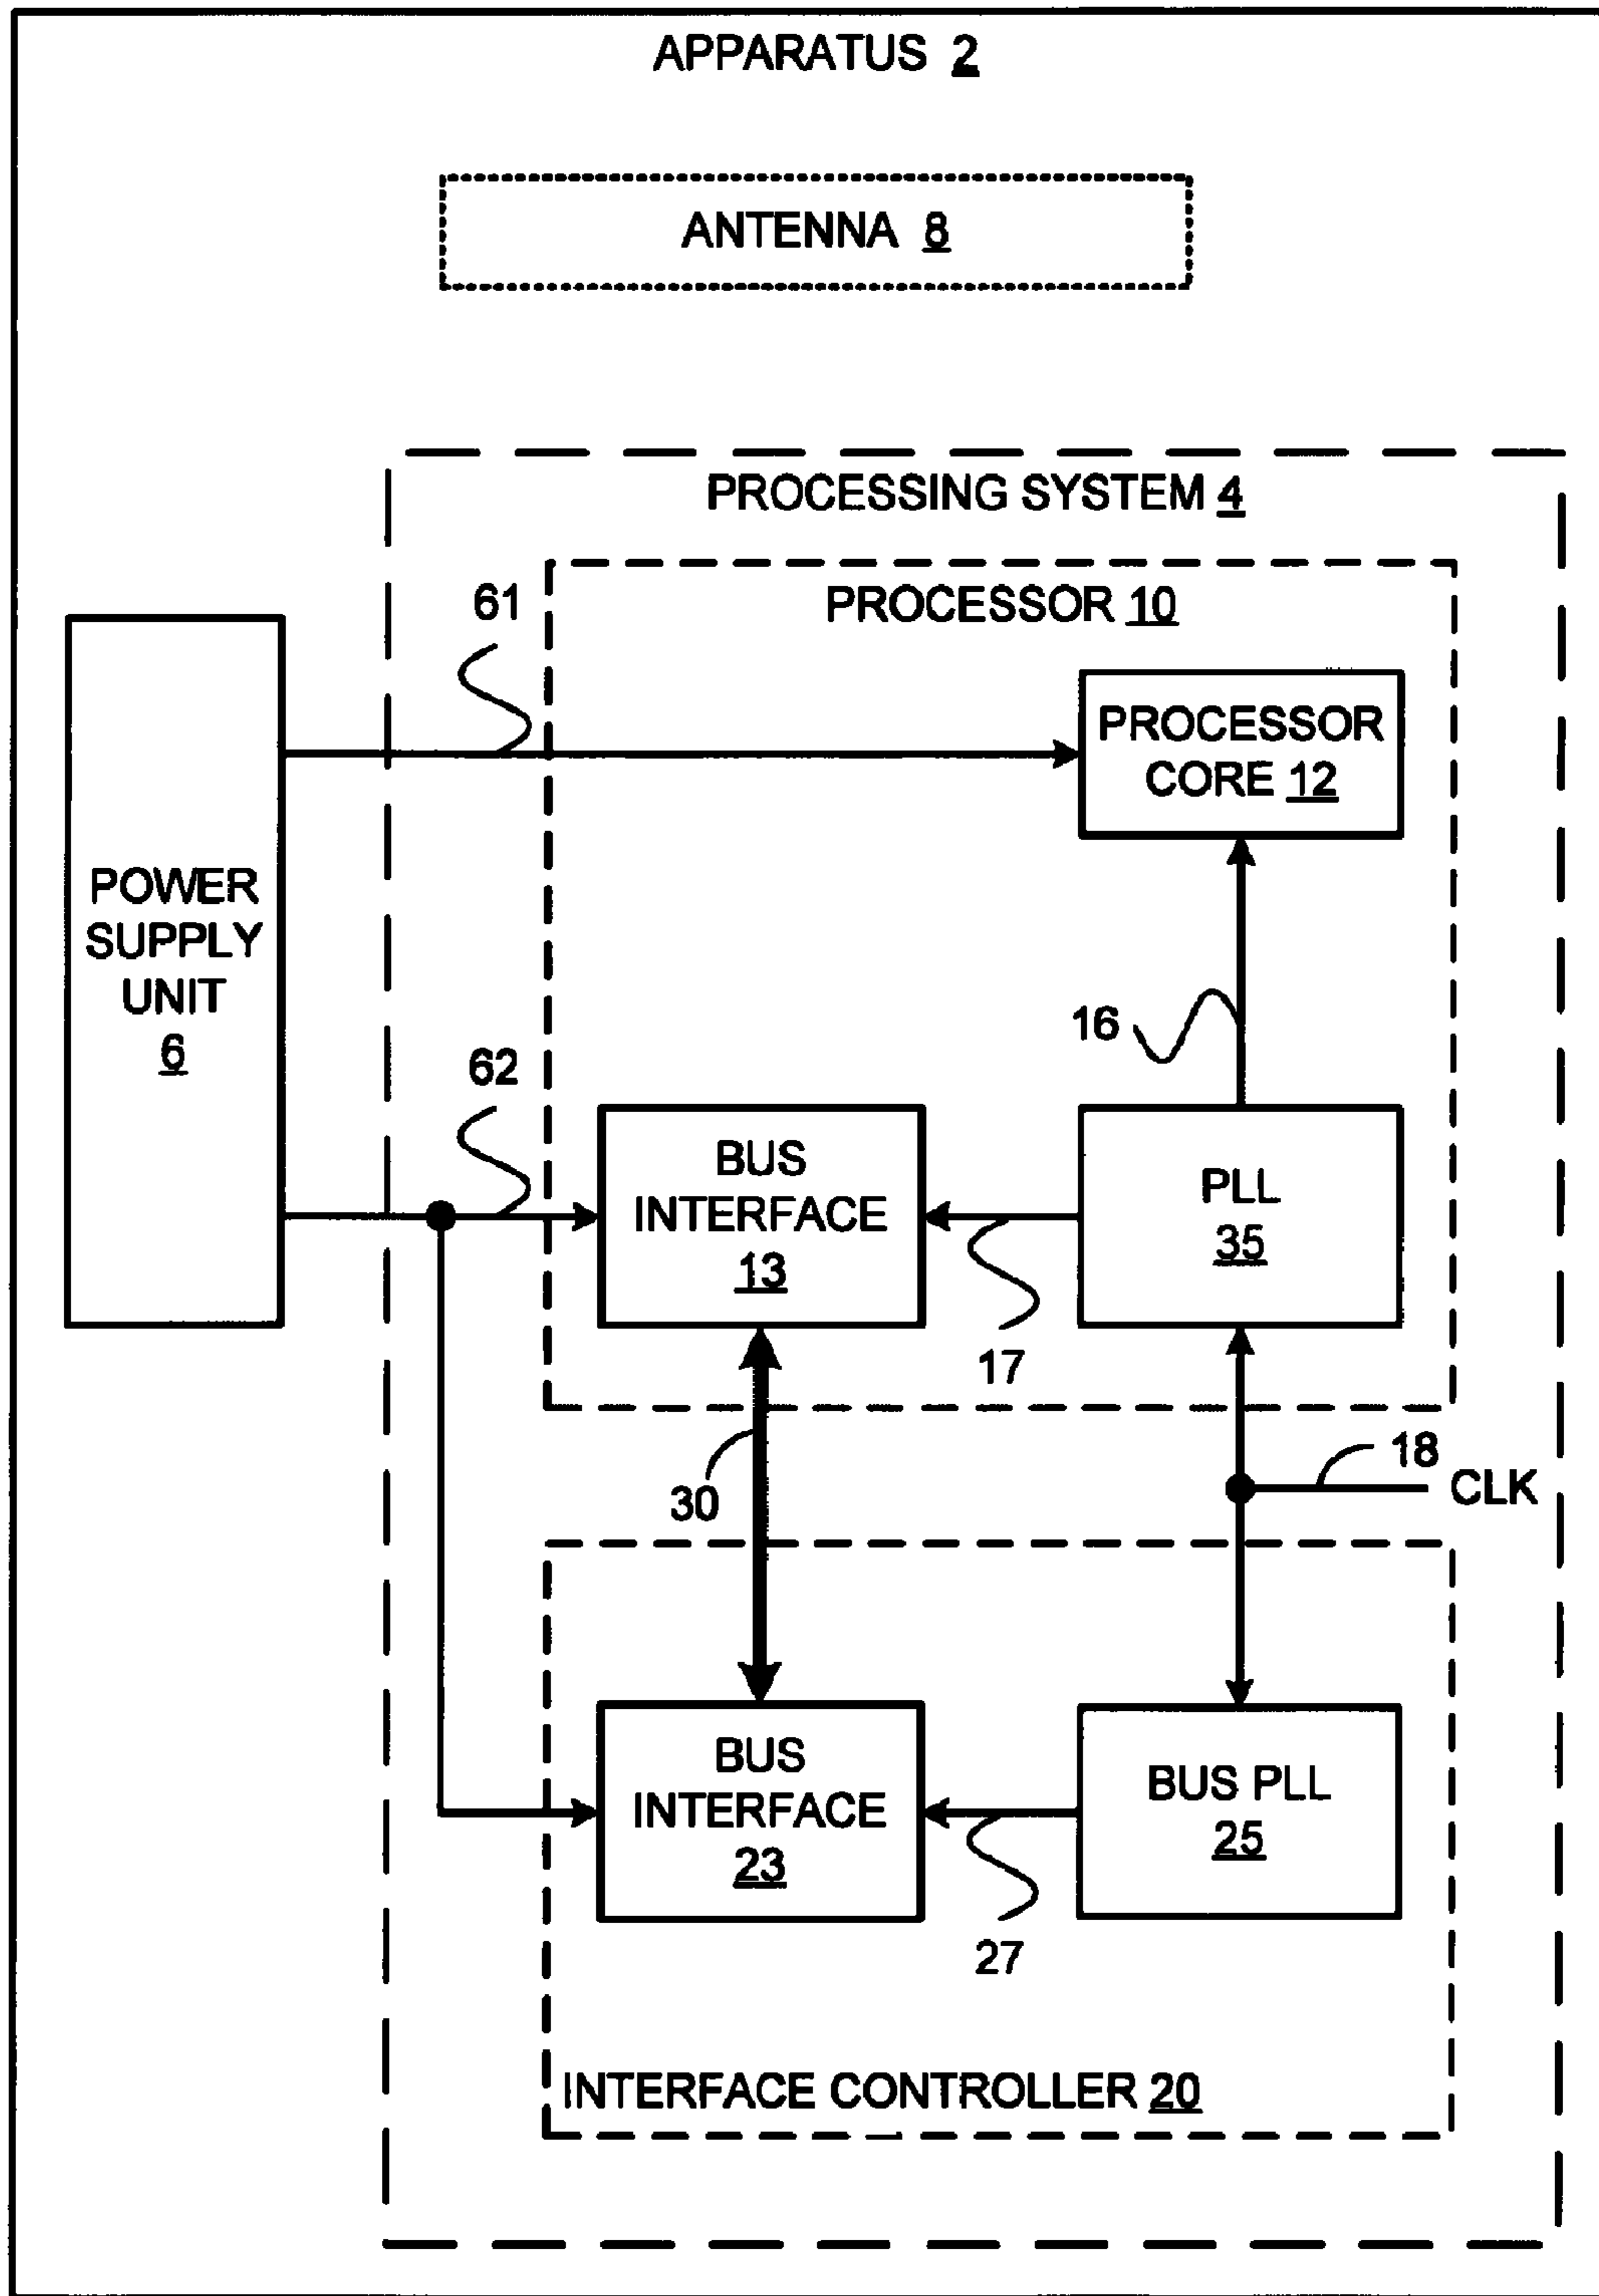 APPARATUS 2
ANTENNA 8
PROCESSING SYSTEM 4
61
PROCESSOR 10
PROCESSOR
CORE 12
POWER
SUPPLY
UNIT
6
16
62
BUS
INTERFACE
13
PLL
35
17
18
CLK
30
BUS
INTERFACE
23
BUS PLL
25
27
INTERFACE CONTROLLER 20